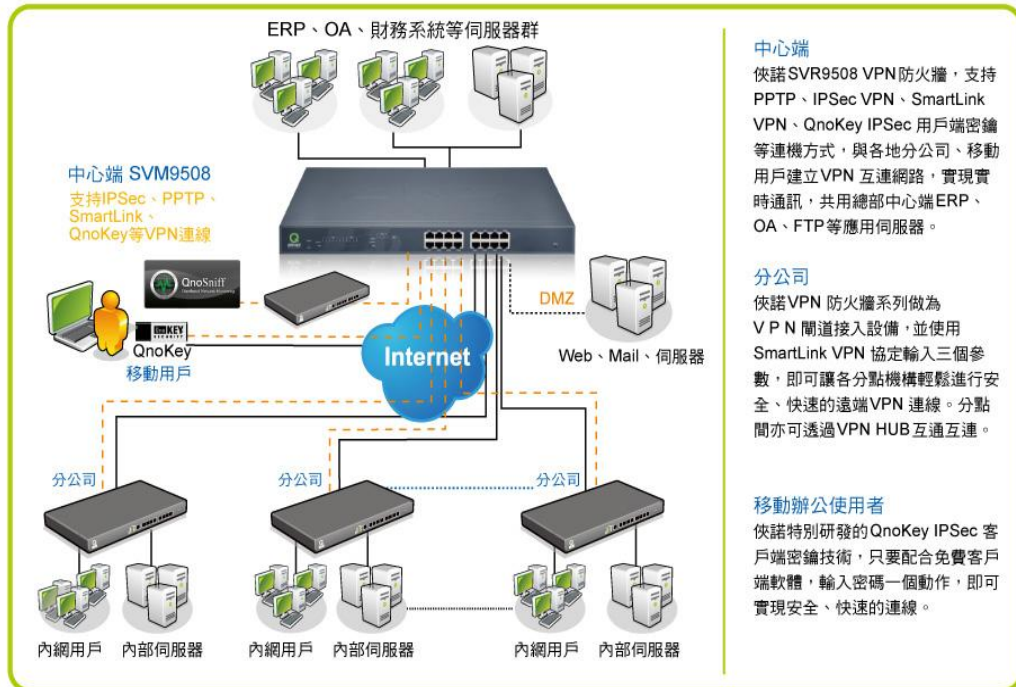 ERP、OA、財務系統等伺服器群
中心端 SVM9508
支持IPSec、PPTP、
SmartLink、
QnoKey等VPN連線
QnoSniff
QnoKEY
SECURITY
QnoKey
移動用戶
Internet
DMZ
Web、Mail、伺服器
分公司
分公司
分公司
內網用戶
內部伺服器
內網用戶
內部伺服器
內網用戶
內部伺服器
中心端
俠諾SVR9508 VPN防火牆，支持
PPTP、IPSec VPN、SmartLink
VPN、QnoKey IPSec 用戶端密鑰
等連機方式，與各地分公司、移動
用戶建立VPN 互連網路，實現實
時通訊，共用總部中心端ERP、
OA、FTP等應用伺服器。
分公司
俠諾VPN 防火牆系列做為
VPN閘道接入設備，並使用
SmartLink VPN 協定輸入三個參
數，即可讓各分點機構輕鬆進行安
全、快速的遠端VPN 連線。分點
間亦可透過VPN HUB互通互連。
移動辦公使用者
俠諾特別研發的QnoKey IPSec 客
戶端密鑰技術，只要配合免費客戶
端軟體，輸入密碼一個動作，即可
實現安全、快速的連線。